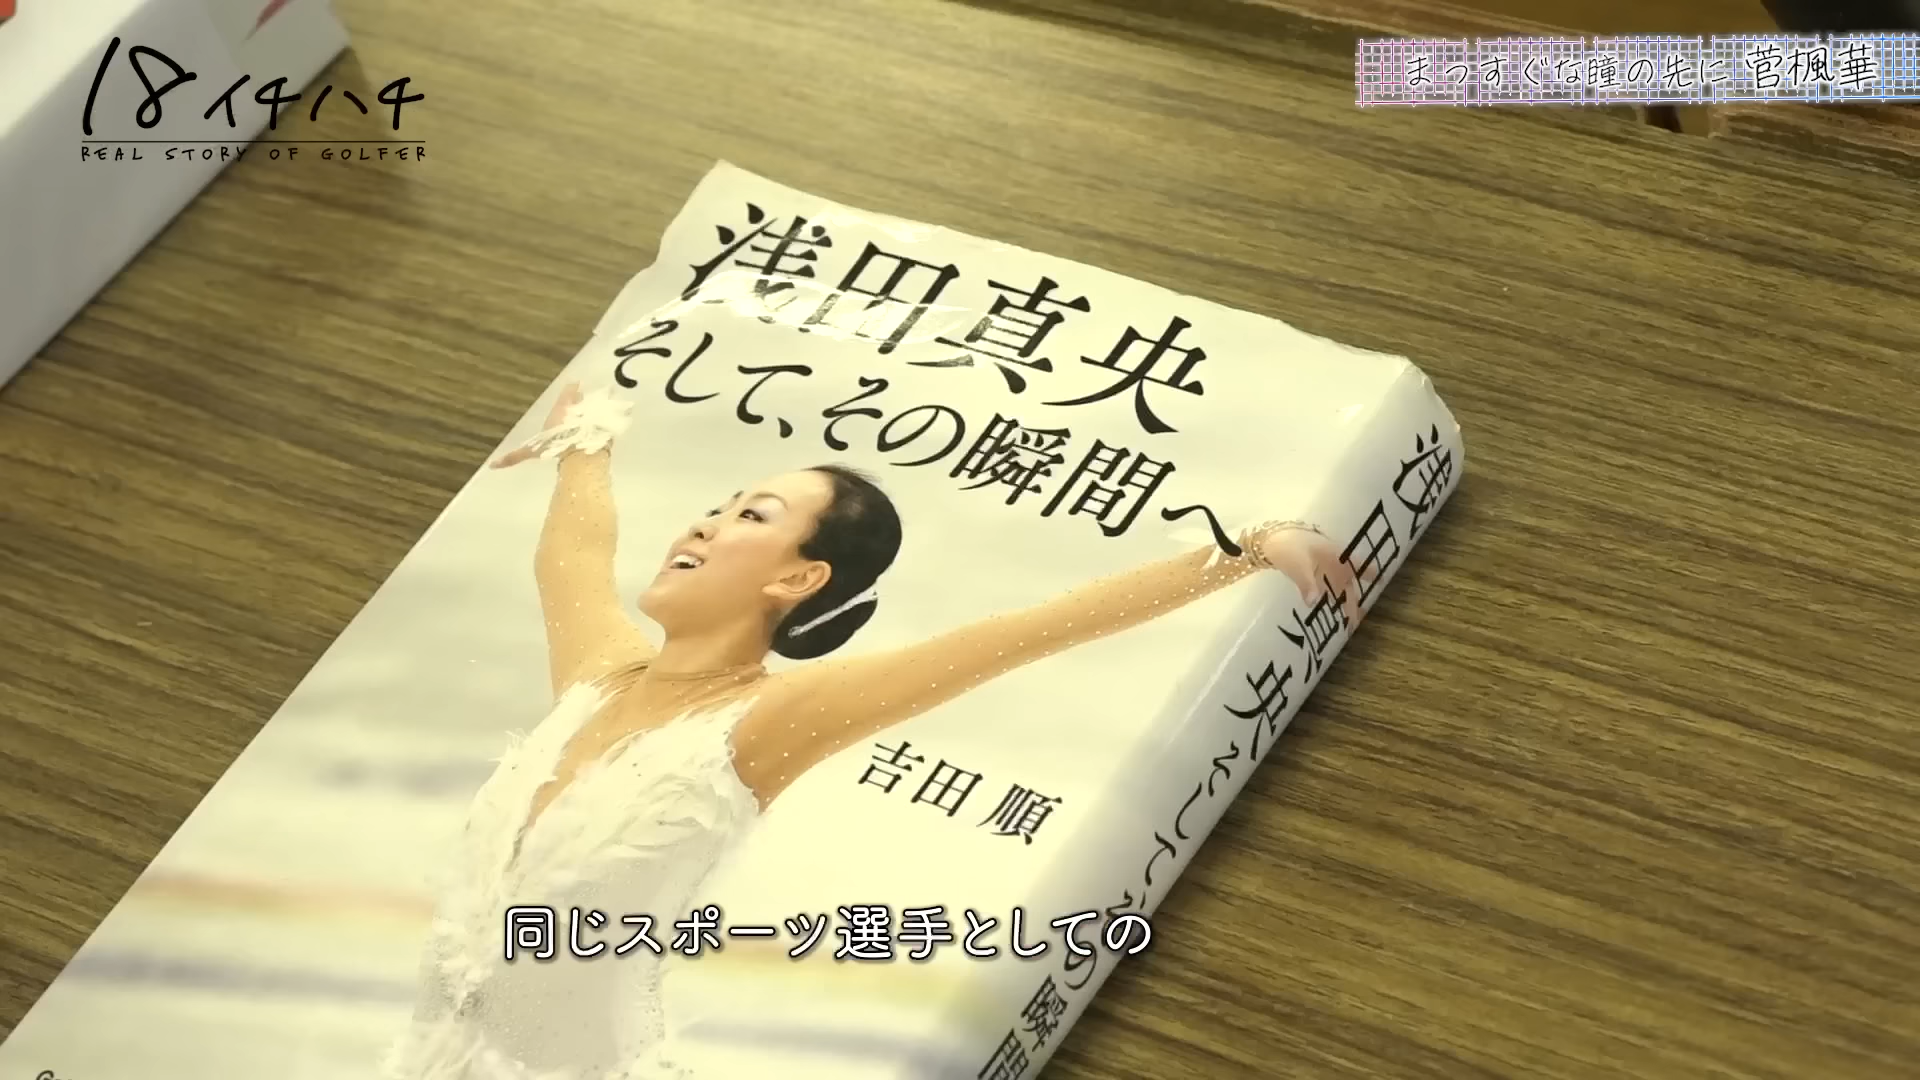 18イチハチ
REAL STORY OF GOLFER
まっすぐな瞳の先に 菅楓華
浅田真央
そして、その瞬間へ
吉田 順
浅田真央 そして、その瞬間
同じスポーツ選手としての